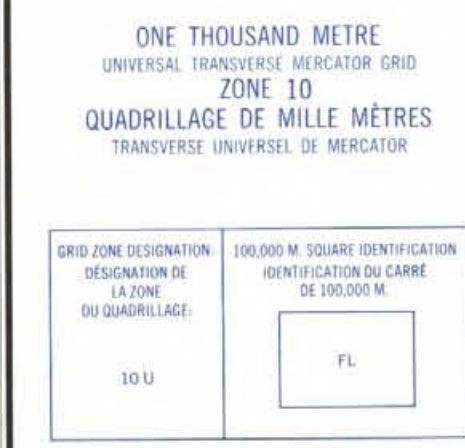 ONE THOUSAND METRE
UNIVERSAL TRANSVERSE MERCATOR GRID
ZONE 10
QUADRILLAGE DE MILLE MÈTRES
TRANSVERSE UNIVERSEL DE MERCATOR
GRID ZONE DESIGNATION:
DÉSIGNATION DE
LA ZONE
DU QUADRILLAGE:
10 U
100,000 M. SQUARE IDENTIFICATION
IDENTIFICATION DU CARRÉ
DE 100,000 M.
FL